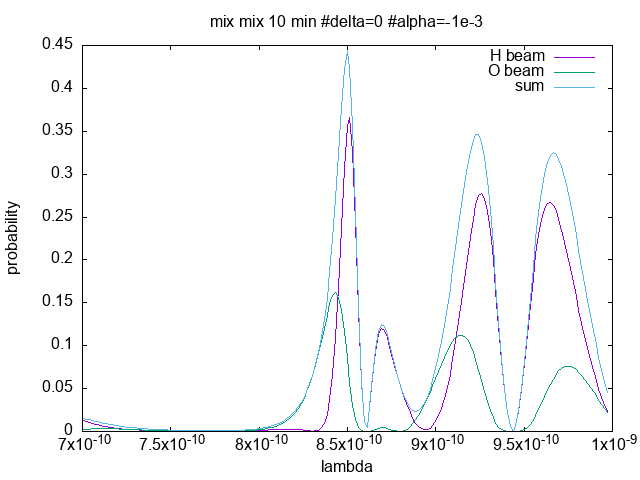 mix mix 10 min #delta=0 #alpha=-1e-3
H beam
O beam
sum
0.45
0.4
0.35
0.3
0.25
0.2
0.15
0.1
0.05
0
probability
7x10⁻¹⁰ 7.5x10⁻¹⁰ 8x10⁻¹⁰ 8.5x10⁻¹⁰ 9x10⁻¹⁰ 9.5x10⁻¹⁰ 1x10⁻⁹
lambda